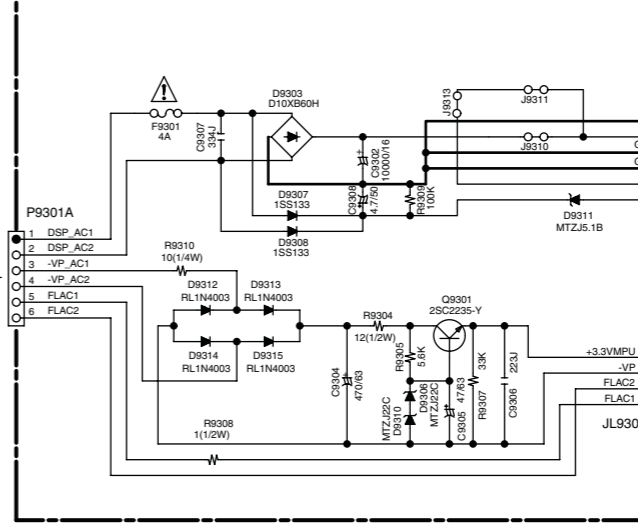 D9303
D10XB60H
J9313
J9311
F9301
4A
C9307
334J
C9302
10000/16
J9310
G
G
C9308
4.7/50
R9309
100K
D9307
1SS133
D9308
1SS133
D9311
MTZJ5.1B
P9301A
1 DSP_AC1
2 DSP_AC2
3 -VP_AC1
4 -VP_AC2
5 FLAC1
6 FLAC2
R9310
10(1/4W)
D9312
RL1N4003
D9313
RL1N4003
D9314
RL1N4003
D9315
RL1N4003
Q9301
2SC2235-Y
R9304
12(1/2W)
R9305
5.6K
C9304
470/63
MTZJ22C
D9310
D9306
MTZJ22C
C9305
47/63
R9307
33K
C9306
223J
R9308
1(1/2W)
+3.3VMPU
-VP
FLAC2
FLAC1
JL930